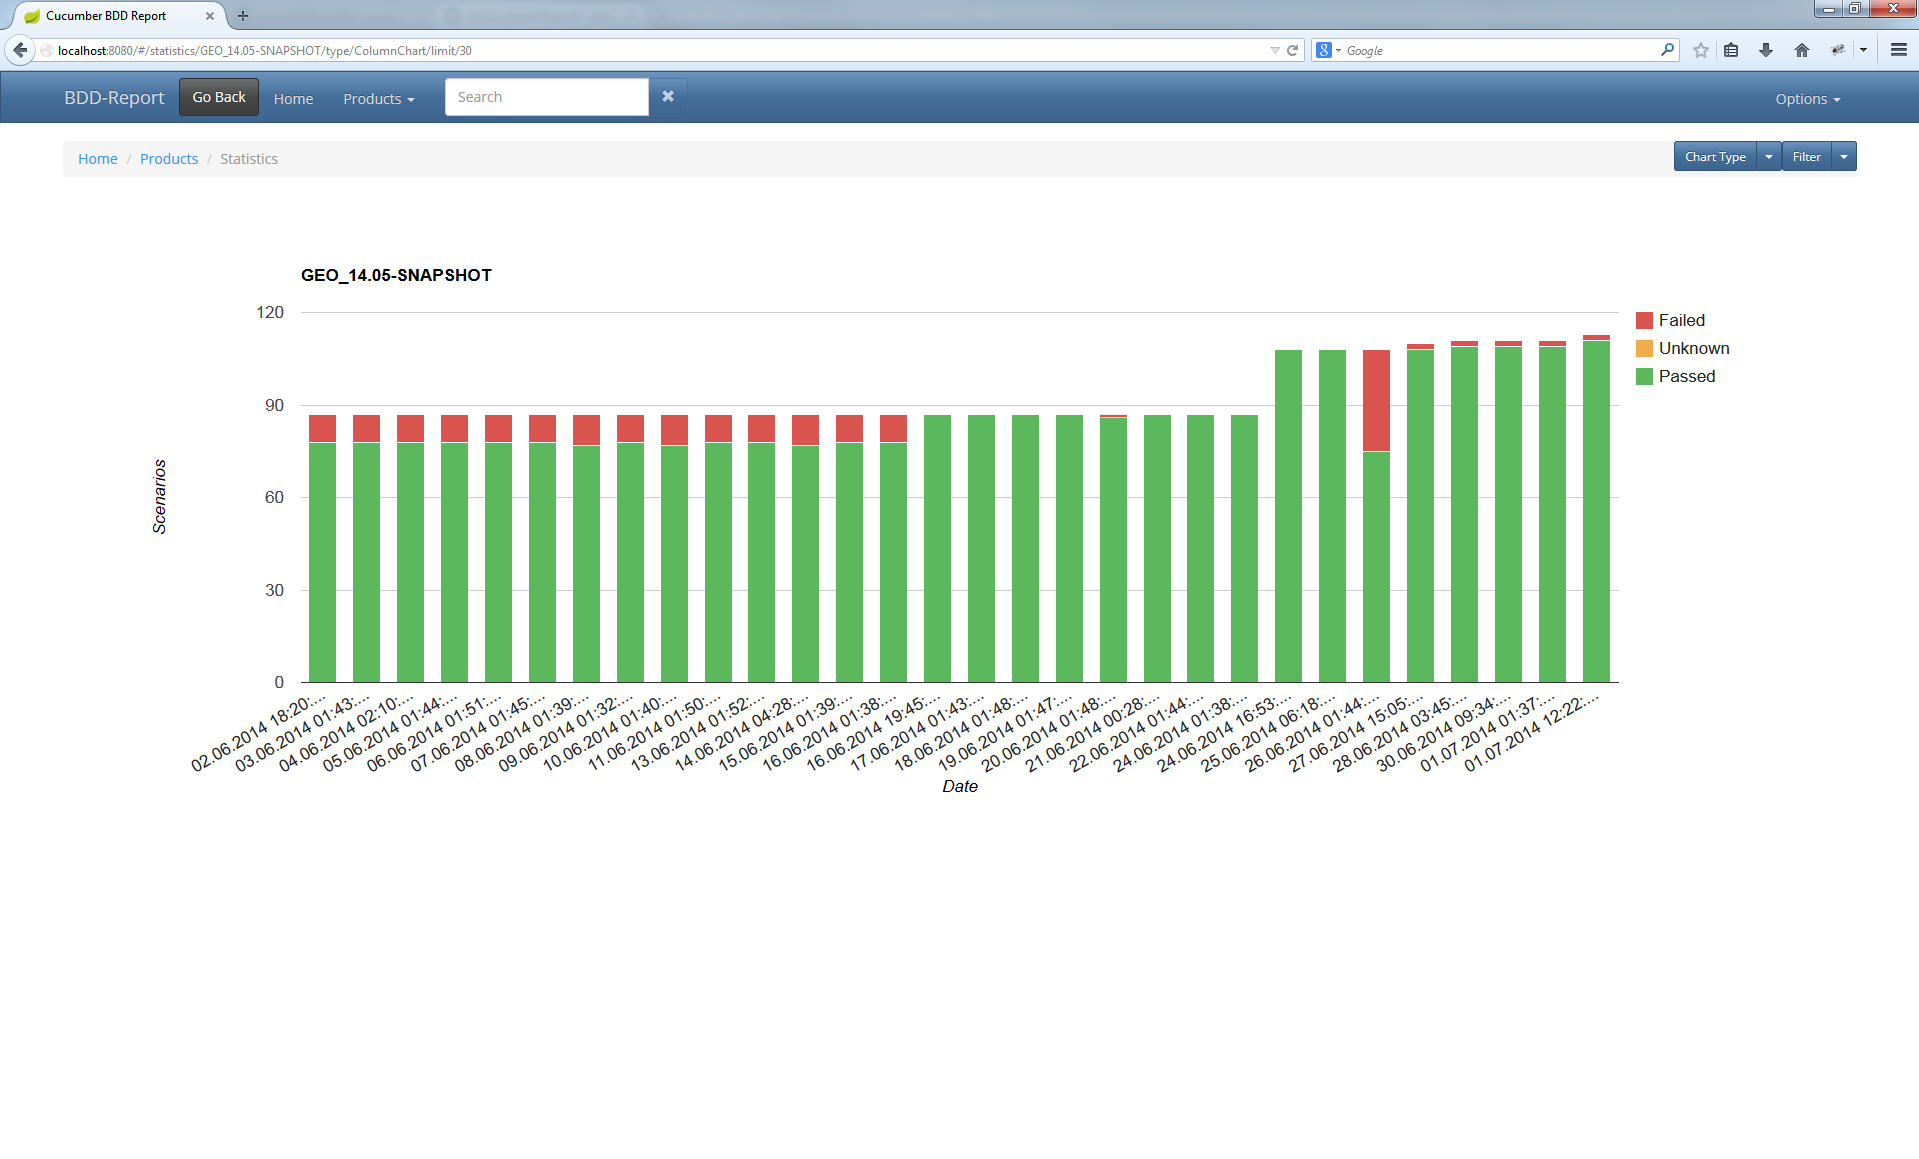 Cucumber BDD Report
localhost:8080/#/statistics/GEO_14.05-SNAPSHOT/type/ColumnChart/limit/30
Google
BDD-Report Go Back Home Products Search Options
Home / Products / Statistics
Chart Type Filter
GEO_14.05-SNAPSHOT
120
90
60
30
0
Scenarios
Failed
Unknown
Passed
02.06.2014 18:20:...
03.06.2014 01:43:...
04.06.2014 02:10:...
05.06.2014 01:44:...
06.06.2014 01:51:...
07.06.2014 01:45:...
08.06.2014 01:39:...
09.06.2014 01:32:...
10.06.2014 01:40:...
11.06.2014 01:50:...
13.06.2014 01:52:...
14.06.2014 04:28:...
15.06.2014 01:39:...
16.06.2014 01:38:...
16.06.2014 19:45:...
17.06.2014 01:43:...
18.06.2014 01:48:...
19.06.2014 01:47:...
20.06.2014 01:48:...
21.06.2014 00:28:...
22.06.2014 01:44:...
24.06.2014 01:38:...
24.06.2014 16:53:...
25.06.2014 06:18:...
26.06.2014 01:44:...
27.06.2014 15:05:...
28.06.2014 03:45:...
30.06.2014 09:34:...
01.07.2014 01:37:...
01.07.2014 12:22:...
Date